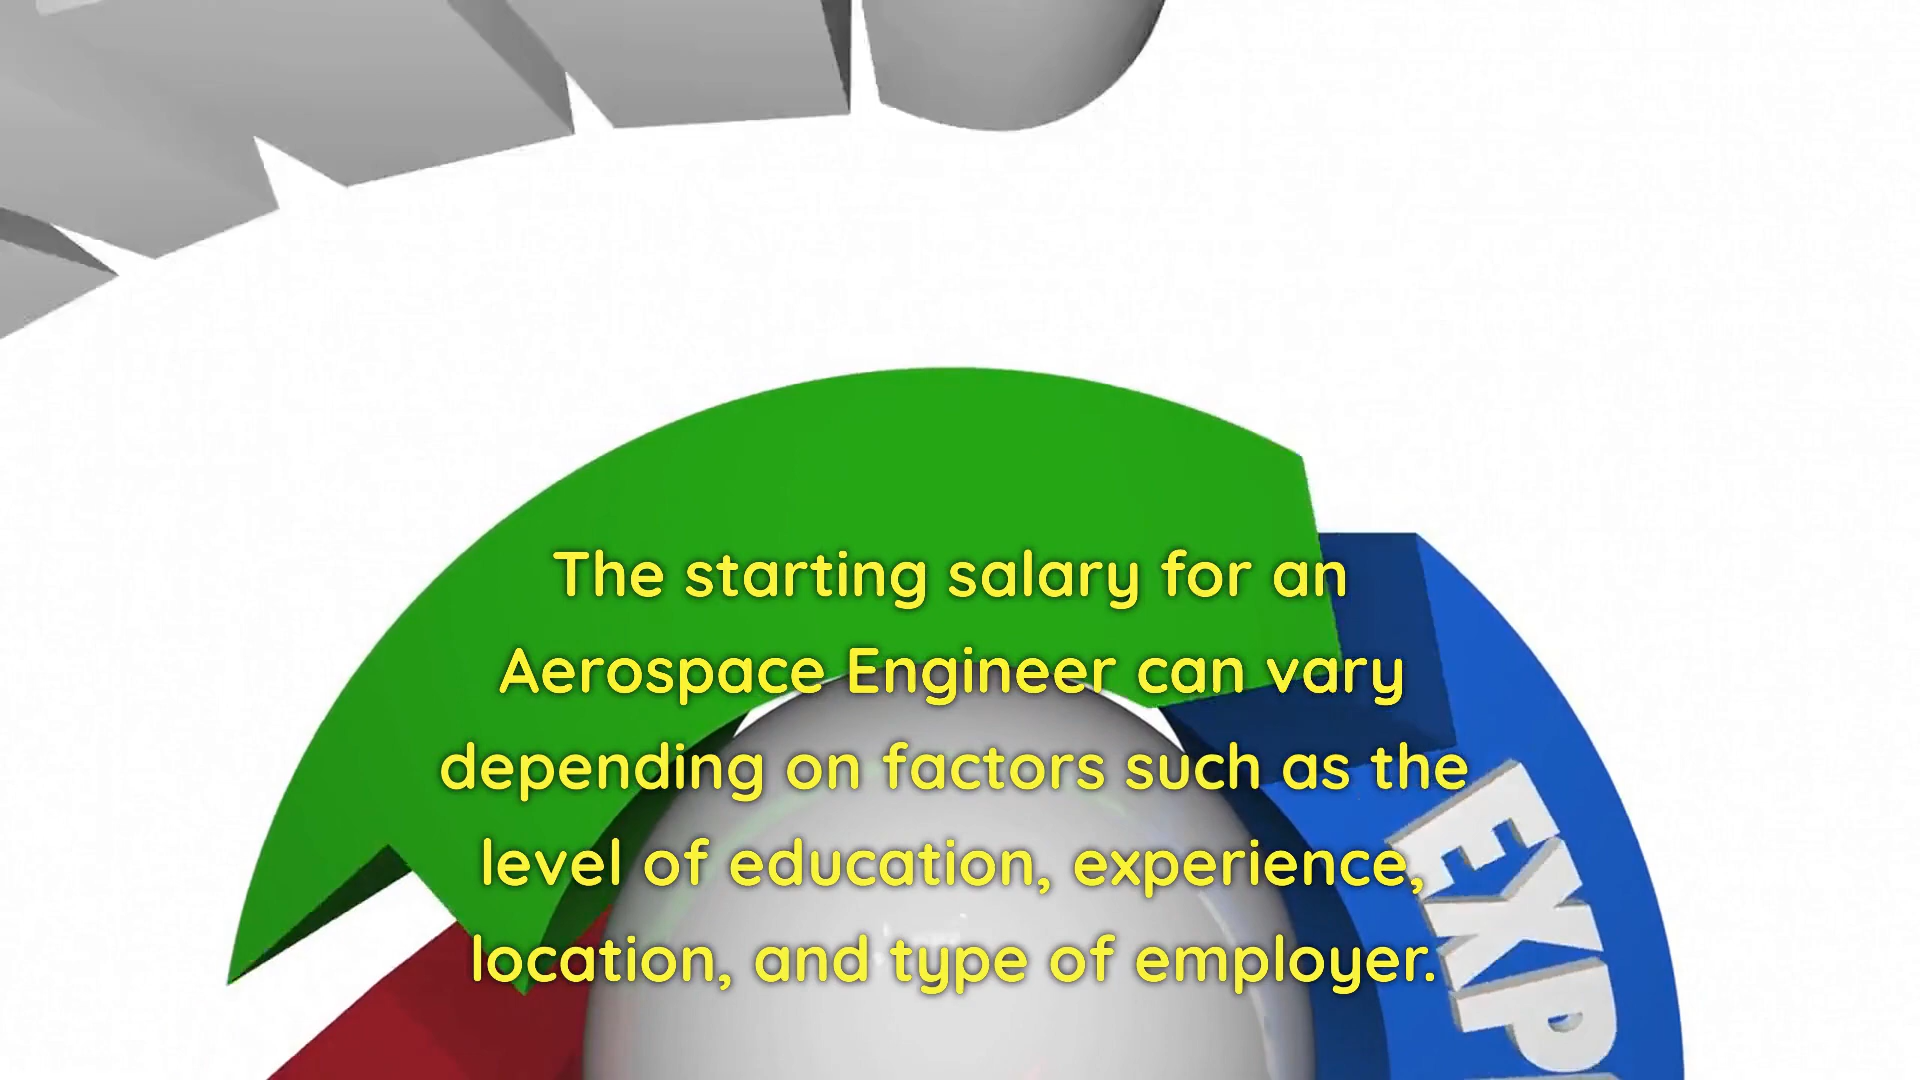 The starting salary for an
Aerospace Engineer can vary
depending on factors such as the
level of education, experience,
location, and type of employer.
EXP